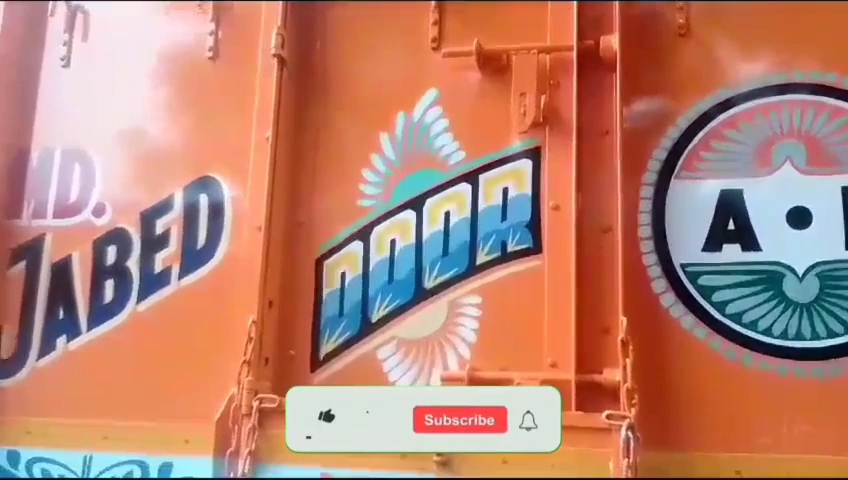 MD.
JABED
DOOR
A •
Subscribe